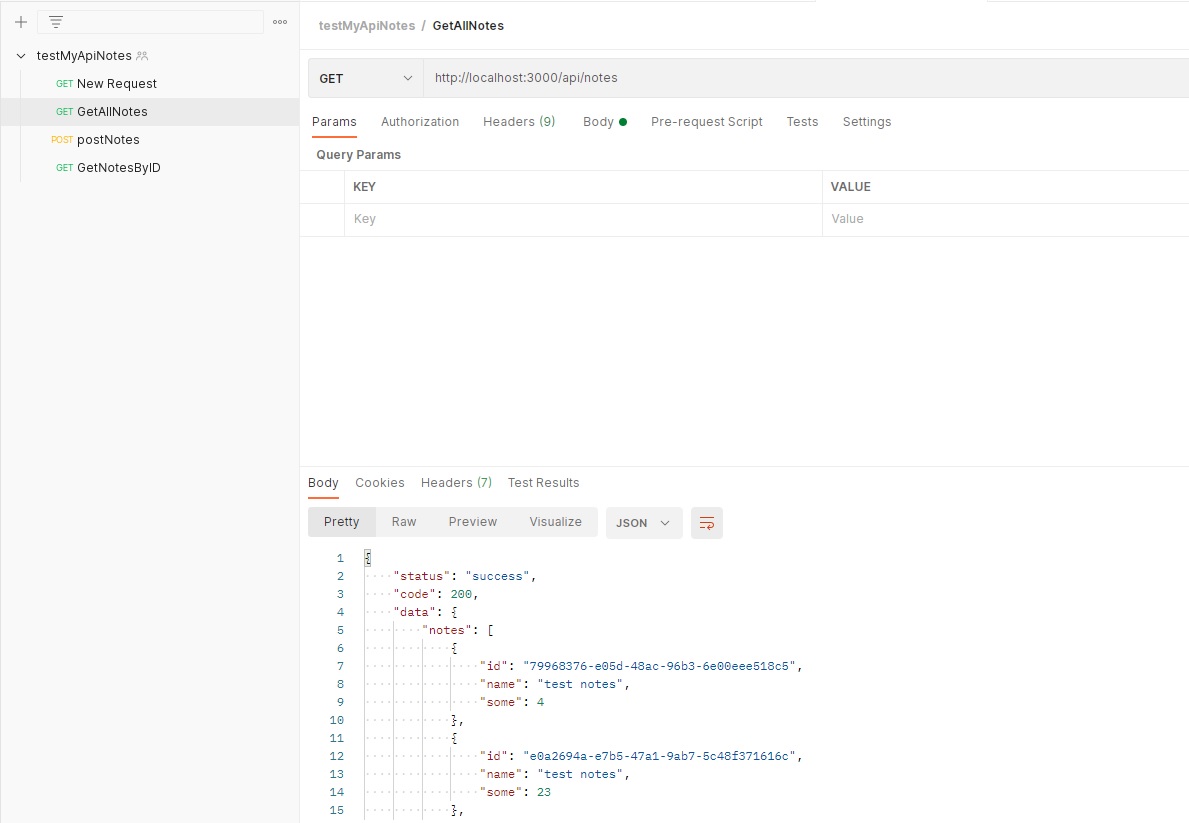 testMyApiNotes
GET New Request
GET GetAllNotes
POST postNotes
GET GetNotesByID
testMyApiNotes / GetAllNotes
GET http://localhost:3000/api/notes
Params Authorization Headers (9) Body Pre-request Script Tests Settings
Query Params
KEY VALUE
Key Value
Body Cookies Headers (7) Test Results
Pretty Raw Preview Visualize JSON
1 {
2 "status": "success",
3 "code": 200,
4 "data": {
5 "notes": [
6 {
7 "id": "79968376-e05d-48ac-96b3-6e00eee518c5",
8 "name": "test notes",
9 "some": 4
10 },
11 {
12 "id": "e0a2694a-e7b5-47a1-9ab7-5c48f371616c",
13 "name": "test notes",
14 "some": 23
15 },